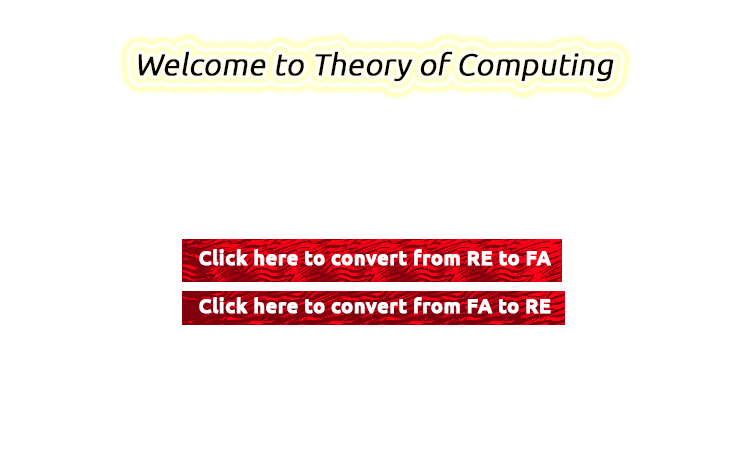 Welcome to Theory of Computing
Click here to convert from RE to FA
Click here to convert from FA to RE